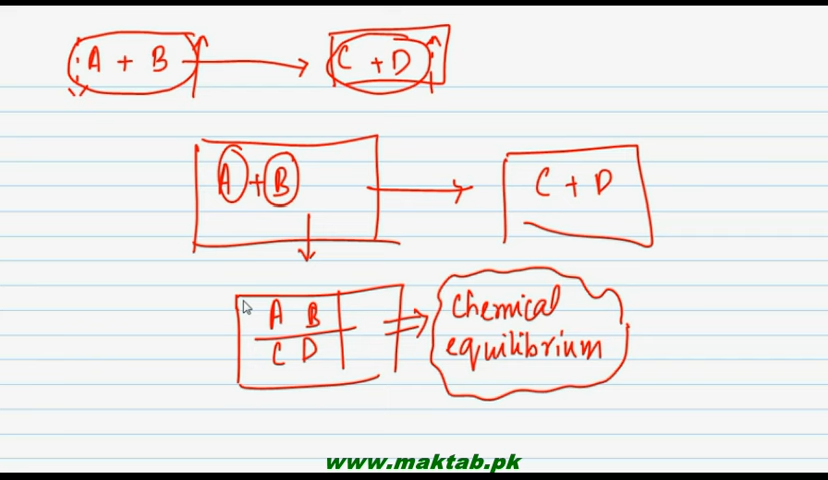 A + B → C + D
A + B → C + D
A B
C D
⇒ Chemical
equilibrium
www.maktab.pk